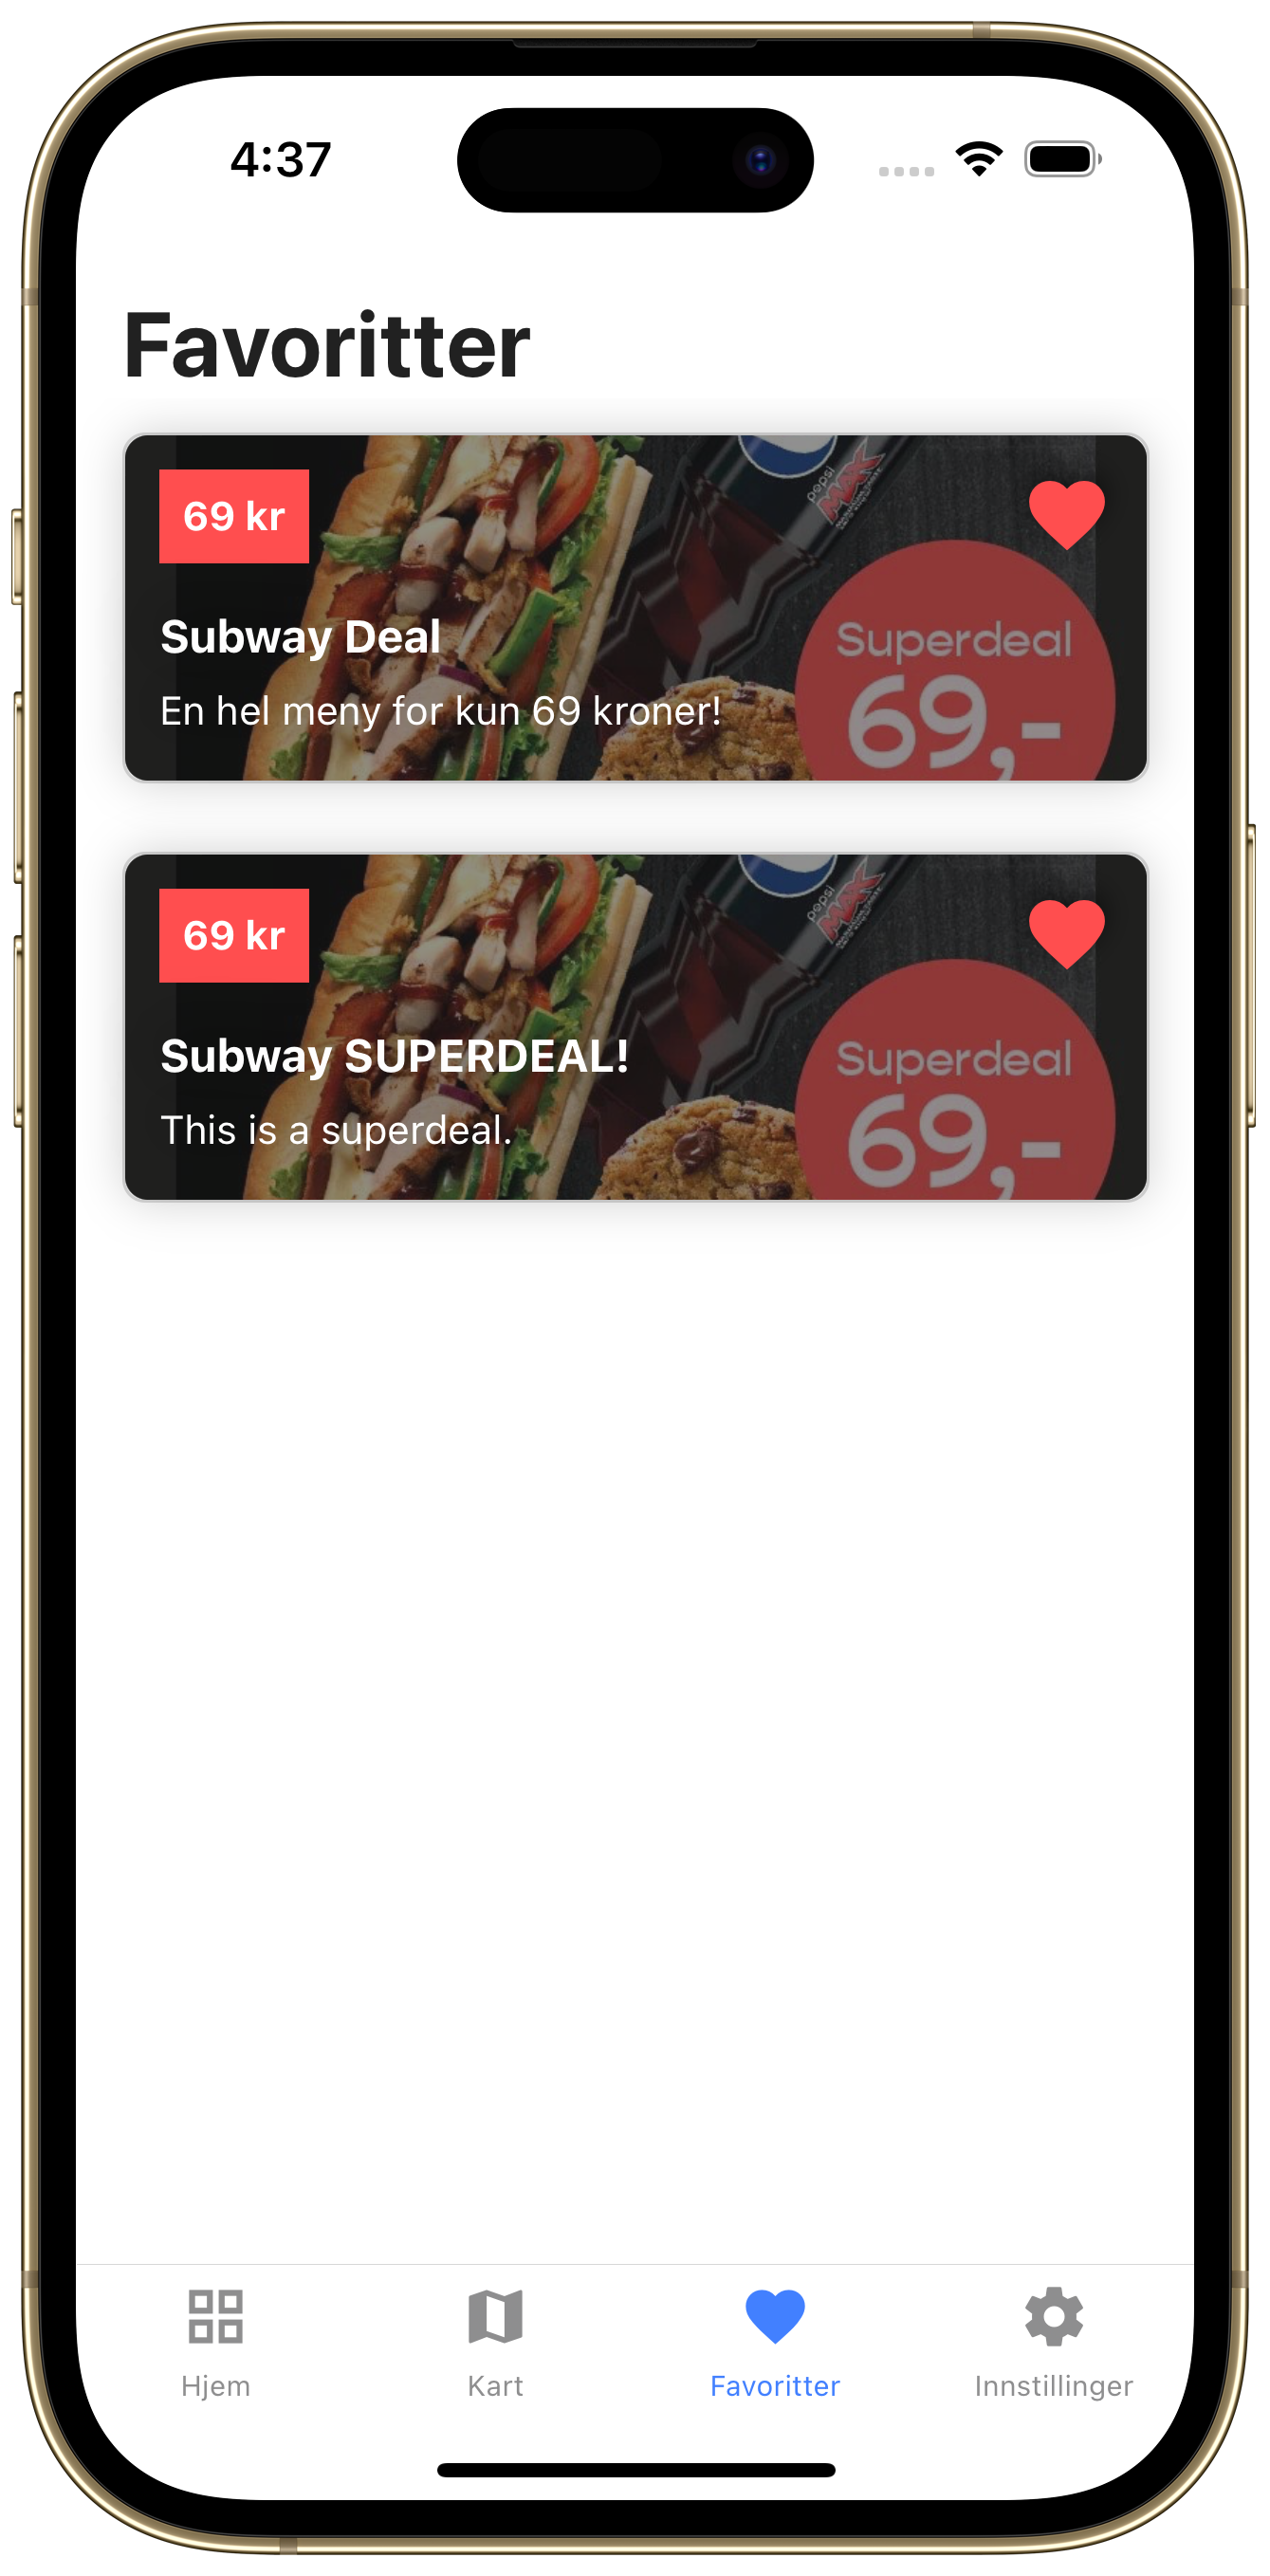 4:37
Favoritter
69 kr
pepsi
MAX
Superdeal
69,-
Subway Deal
En hel meny for kun 69 kroner!
69 kr
pepsi
MAX
Superdeal
69,-
Subway SUPERDEAL!
This is a superdeal.
Hjem
Kart
Favoritter
Innstillinger